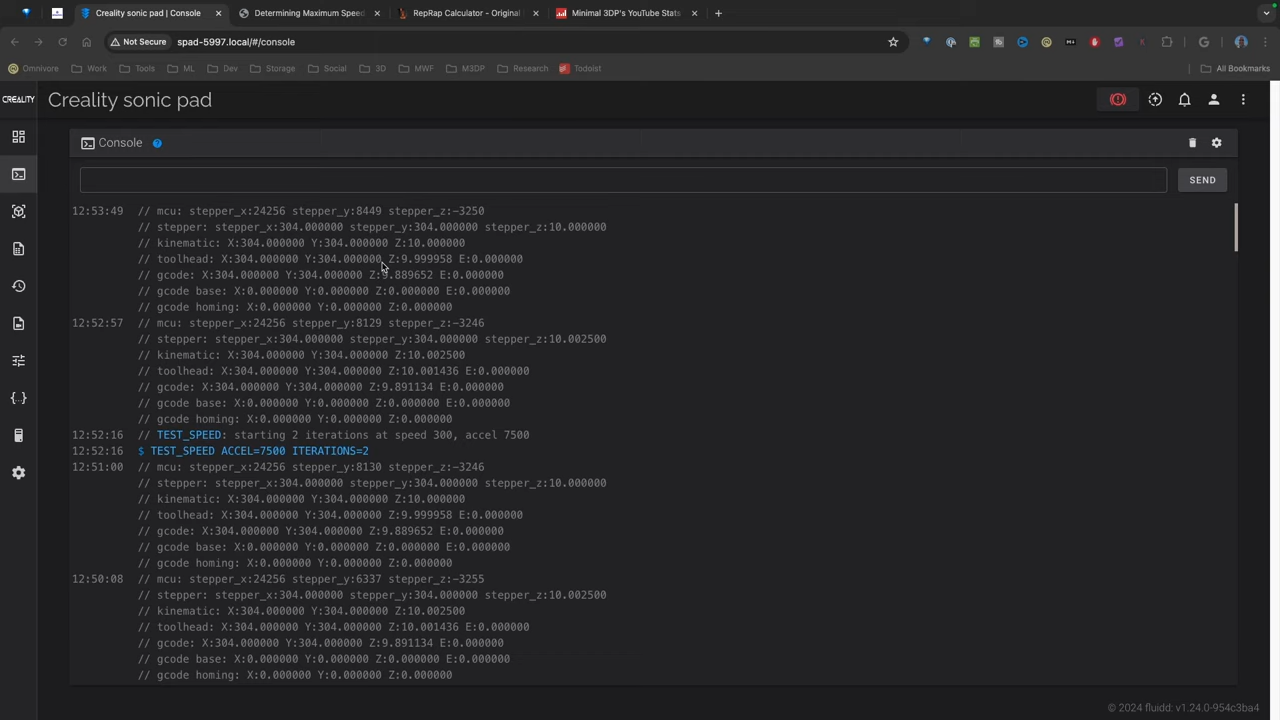 Creality sonic pad | Console
Determining Maximum Speed
RepRap Calculator - Original
Minimal 3DP's YouTube Stats
Not Secure
spad-5997.local/#/console
Omnivore
Work
Tools
ML
Dev
Storage
Social
3D
MWF
M3DP
Research
Todoist
All Bookmarks
CREALITY
Creality sonic pad
Console
SEND
12:53:49 // mcu: stepper_x:24256 stepper_y:8449 stepper_z:-3250
// stepper: stepper_x:304.000000 stepper_y:304.000000 stepper_z:10.000000
// kinematic: X:304.000000 Y:304.000000 Z:10.000000
// toolhead: X:304.000000 Y:304.000000 Z:9.999958 E:0.000000
// gcode: X:304.000000 Y:304.000000 Z:9.889652 E:0.000000
// gcode base: X:0.000000 Y:0.000000 Z:0.000000 E:0.000000
// gcode homing: X:0.000000 Y:0.000000 Z:0.000000
12:52:57 // mcu: stepper_x:24256 stepper_y:8129 stepper_z:-3246
// stepper: stepper_x:304.000000 stepper_y:304.000000 stepper_z:10.002500
// kinematic: X:304.000000 Y:304.000000 Z:10.002500
// toolhead: X:304.000000 Y:304.000000 Z:10.001436 E:0.000000
// gcode: X:304.000000 Y:304.000000 Z:9.891134 E:0.000000
// gcode base: X:0.000000 Y:0.000000 Z:0.000000 E:0.000000
// gcode homing: X:0.000000 Y:0.000000 Z:0.000000
12:52:16 // TEST_SPEED: starting 2 iterations at speed 300, accel 7500
12:52:16 $ TEST_SPEED ACCEL=7500 ITERATIONS=2
12:51:00 // mcu: stepper_x:24256 stepper_y:8130 stepper_z:-3246
// stepper: stepper_x:304.000000 stepper_y:304.000000 stepper_z:10.000000
// kinematic: X:304.000000 Y:304.000000 Z:10.000000
// toolhead: X:304.000000 Y:304.000000 Z:9.999958 E:0.000000
// gcode: X:304.000000 Y:304.000000 Z:9.889652 E:0.000000
// gcode base: X:0.000000 Y:0.000000 Z:0.000000 E:0.000000
// gcode homing: X:0.000000 Y:0.000000 Z:0.000000
12:50:08 // mcu: stepper_x:24256 stepper_y:6337 stepper_z:-3255
// stepper: stepper_x:304.000000 stepper_y:304.000000 stepper_z:10.002500
// kinematic: X:304.000000 Y:304.000000 Z:10.002500
// toolhead: X:304.000000 Y:304.000000 Z:10.001436 E:0.000000
// gcode: X:304.000000 Y:304.000000 Z:9.891134 E:0.000000
// gcode base: X:0.000000 Y:0.000000 Z:0.000000 E:0.000000
// gcode homing: X:0.000000 Y:0.000000 Z:0.000000
© 2024 fluidd: v1.24.0-954c3ba4